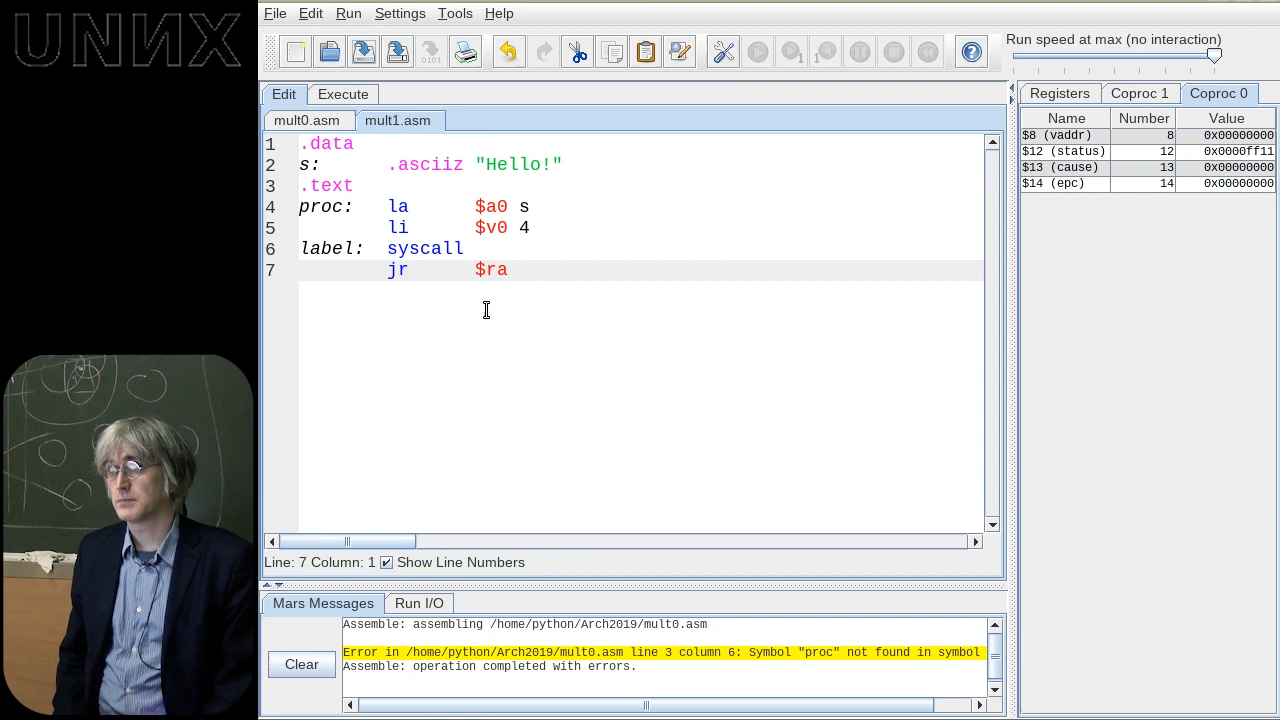 UNИX
File Edit Run Settings Tools Help
Run speed at max (no interaction)
Edit Execute
mult0.asm mult1.asm
1 .data
2 s: .asciiz "Hello!"
3 .text
4 proc: la $a0 s
5 li $v0 4
6 label: syscall
7 jr $ra
Line: 7 Column: 1 Show Line Numbers
Mars Messages Run I/O
Clear
Assemble: assembling /home/python/Arch2019/mult0.asm
Error in /home/python/Arch2019/mult0.asm line 3 column 6: Symbol "proc" not found in symbol
Assemble: operation completed with errors.
Registers Coproc 1 Coproc 0
Name Number Value
$8 (vaddr) 8 0x00000000
$12 (status) 12 0x0000ff11
$13 (cause) 13 0x00000000
$14 (epc) 14 0x00000000